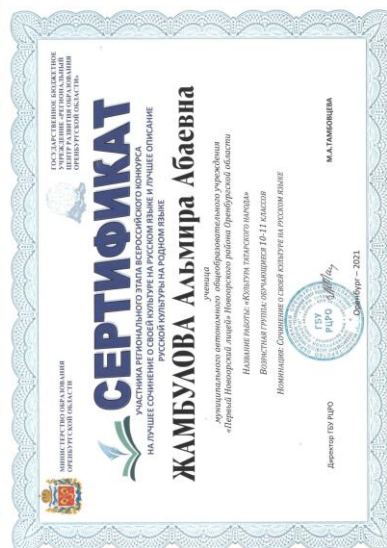 МИНИСТЕРСТВО ОБРАЗОВАНИЯ
ОРЕНБУРГСКОЙ ОБЛАСТИ
ГОСУДАРСТВЕННОЕ БЮДЖЕТНОЕ
УЧРЕЖДЕНИЕ «РЕГИОНАЛЬНЫЙ
ЦЕНТР РАЗВИТИЯ ОБРАЗОВАНИЯ
ОРЕНБУРГСКОЙ ОБЛАСТИ»
СЕРТИФИКАТ
УЧАСТНИКА РЕГИОНАЛЬНОГО ЭТАПА ВСЕРОССИЙСКОГО КОНКУРСА
НА ЛУЧШЕЕ СОЧИНЕНИЕ О СВОЕЙ КУЛЬТУРЕ НА РУССКОМ ЯЗЫКЕ И ЛУЧШЕЕ ОПИСАНИЕ
РУССКОЙ КУЛЬТУРЫ НА РОДНОМ ЯЗЫКЕ
ЖАМБУЛОВА Альмира Абаевна
ученица
муниципального автономного общеобразовательного учреждения
«Первый Новоорский лицей» Новоорского района Оренбургской области
НАЗВАНИЕ РАБОТЫ: «КУЛЬТУРА ТАТАРСКОГО НАРОДА»
ВОЗРАСТНАЯ ГРУППА: ОБУЧАЮЩИЕСЯ 10-11 КЛАССОВ
НОМИНАЦИЯ: СОЧИНЕНИЕ О СВОЕЙ КУЛЬТУРЕ НА РУССКОМ ЯЗЫКЕ
ГБУ
РЦРО
Директор ГБУ РЦРО
М.А.ТАМБОВЦЕВА
Оренбург – 2021